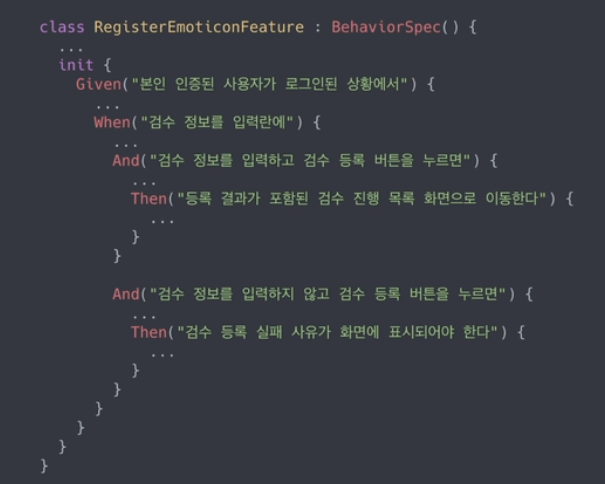 class RegisterEmoticonFeature : BehaviorSpec() {
...
init {
Given("본인 인증된 사용자가 로그인된 상황에서") {
...
When("검수 정보를 입력란에") {
...
And("검수 정보를 입력하고 검수 등록 버튼을 누르면") {
...
Then("등록 결과가 포함된 검수 진행 목록 화면으로 이동한다") {
...
}
}
And("검수 정보를 입력하지 않고 검수 등록 버튼을 누르면") {
...
Then("검수 등록 실패 사유가 화면에 표시되어야 한다") {
...
}
}
}
}
}
}